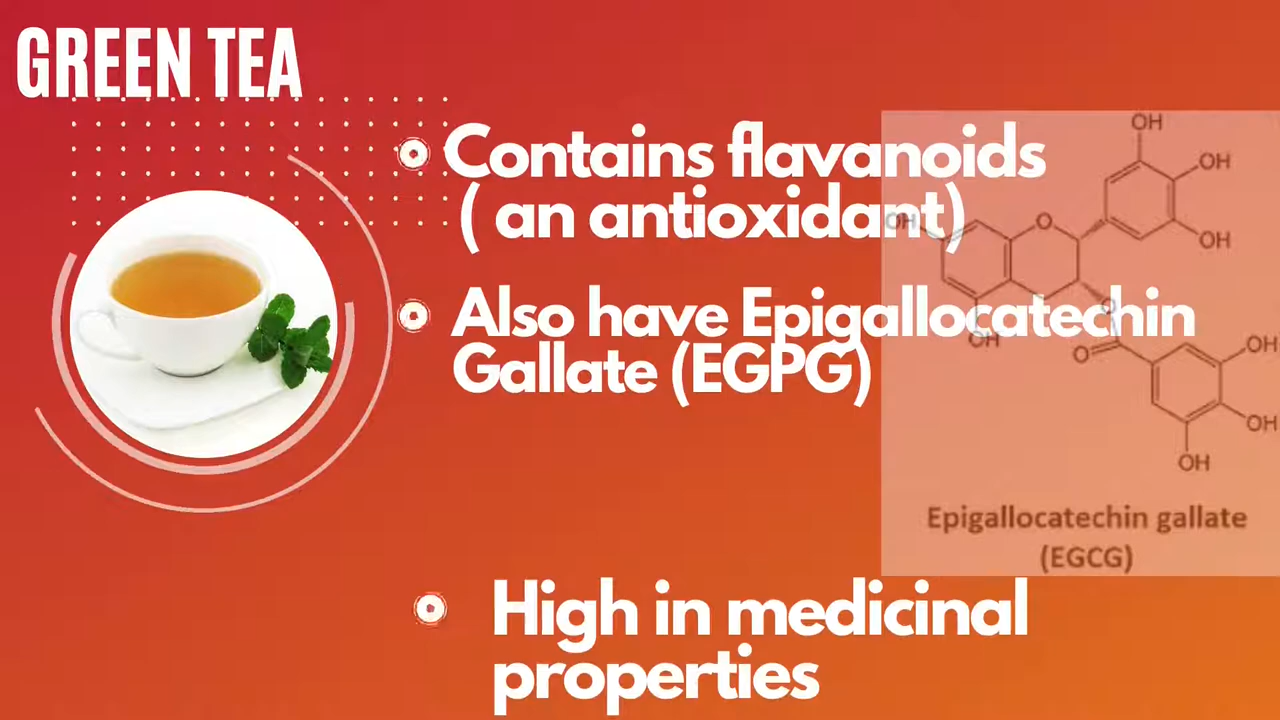 GREEN TEA
Contains flavanoids
( an antioxidant)
Also have Epigallocatechin
Gallate (EGPG)
High in medicinal
properties
OH
OH
OH
OH
O
OH
O
O
OH
OH
OH
Epigallocatechin gallate
(EGCG)